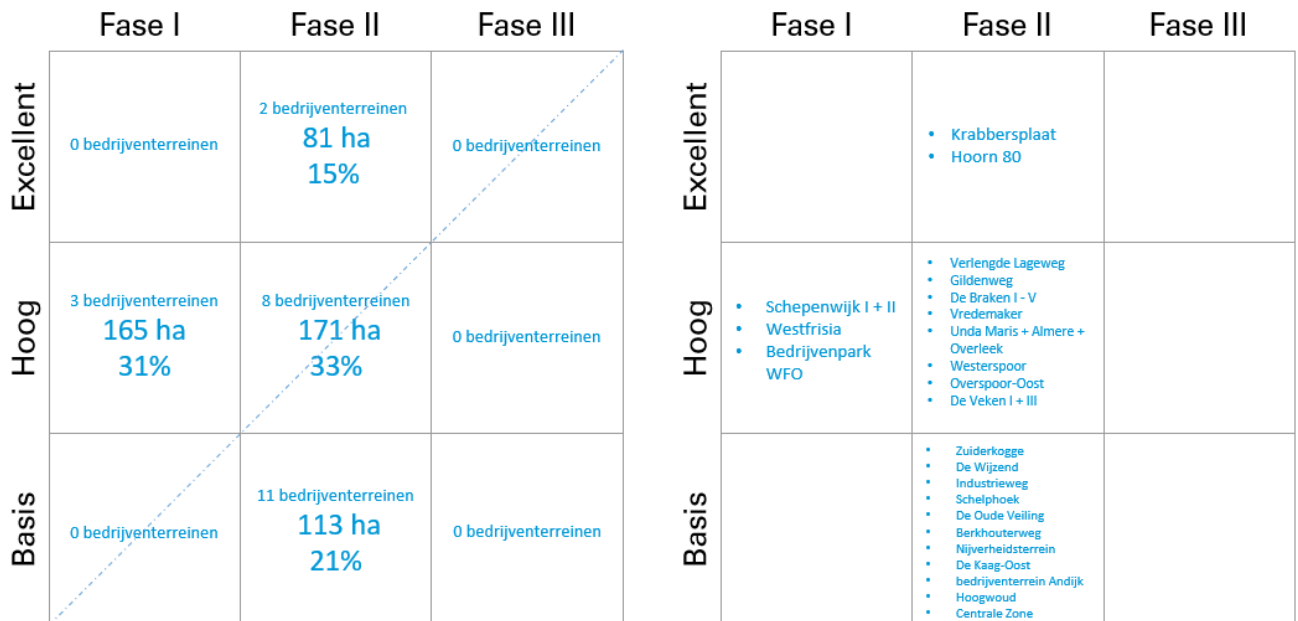 Fase I
Fase II
Fase III
Excellent
0 bedrijventerreinen
2 bedrijventerreinen
81 ha
15%
0 bedrijventerreinen
Hoog
3 bedrijventerreinen
165 ha
31%
8 bedrijventerreinen
171 ha
33%
0 bedrijventerreinen
Basis
0 bedrijventerreinen
11 bedrijventerreinen
113 ha
21%
0 bedrijventerreinen
Fase I
Fase II
Fase III
Excellent
• Krabbersplaat
• Hoorn 80
Hoog
• Schepenwijk I + II
• Westfrisia
• Bedrijvenpark
WFO
• Verlengde Lageweg
• Gildenweg
• De Braken I - V
• Vredemaker
• Unda Maris + Almere +
Overleek
• Westerspoor
• Overspoor-Oost
• De Veken I + III
Basis
• Zuiderkogge
• De Wijzend
• Industrieweg
• Schelphoek
• De Oude Veiling
• Berkhouterweg
• Nijverheidsterrein
• De Kaag-Oost
• bedrijventerrein Andijk
• Hoogwoud
• Centrale Zone